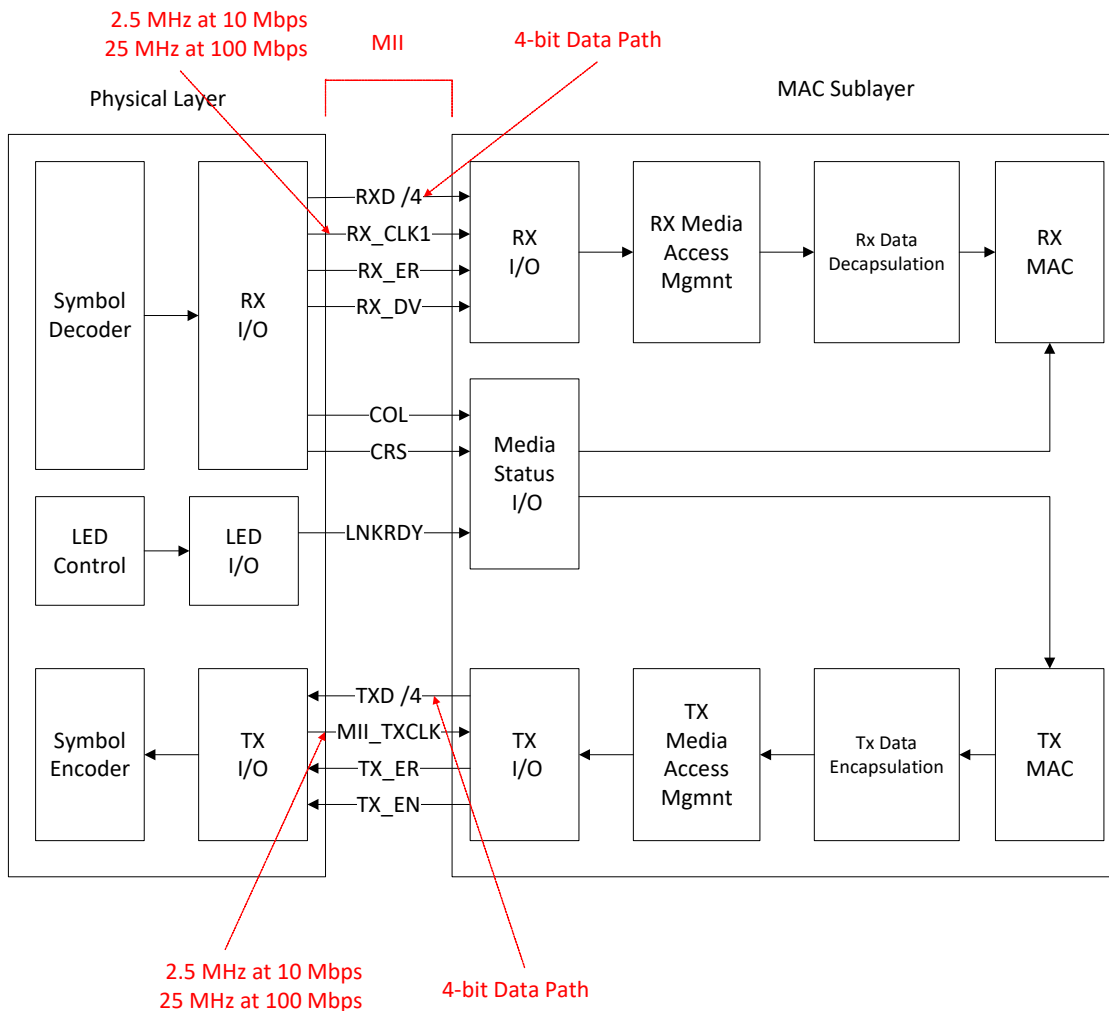 2.5 MHz at 10 Mbps
25 MHz at 100 Mbps
MII
4-bit Data Path
Physical Layer
MAC Sublayer
Symbol
Decoder
RX
I/O
RXD /4
RX_CLK1
RX_ER
RX_DV
RX
I/O
RX Media
Access
Mgmnt
Rx Data
Decapsulation
RX
MAC
COL
CRS
Media
Status
I/O
LED
Control
LED
I/O
LNKRDY
Symbol
Encoder
TX
I/O
TXD /4
MII_TXCLK
TX_ER
TX_EN
TX
I/O
TX
Media
Access
Mgmnt
Tx Data
Encapsulation
TX
MAC
2.5 MHz at 10 Mbps
25 MHz at 100 Mbps
4-bit Data Path